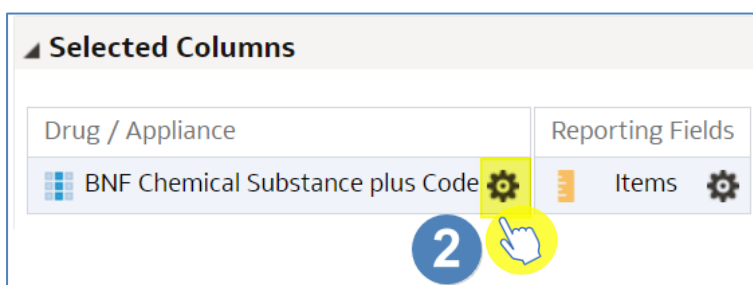 Selected Columns
Drug / Appliance
Reporting Fields
BNF Chemical Substance plus Code
Items
2